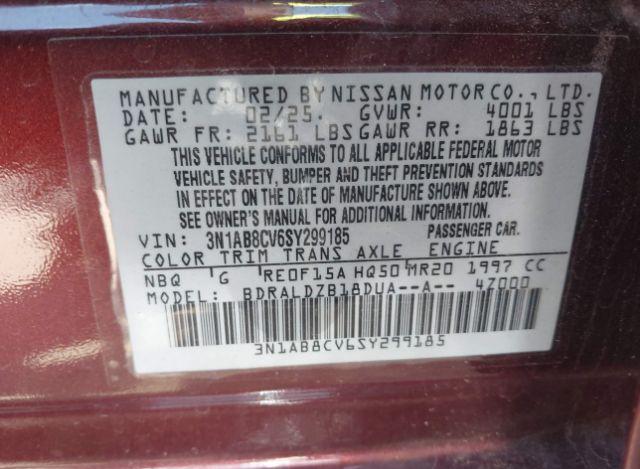 MANUFACTURED BY NISSAN MOTOR CO., LTD.
DATE: 02/25. GVWR: 4001 LBS
GAWR FR: 2161 LBS GAWR RR: 1863 LBS
THIS VEHICLE CONFORMS TO ALL APPLICABLE FEDERAL MOTOR
VEHICLE SAFETY, BUMPER AND THEFT PREVENTION STANDARDS
IN EFFECT ON THE DATE OF MANUFACTURE SHOWN ABOVE.
SEE OWNER'S MANUAL FOR ADDITIONAL INFORMATION.
VIN: 3N1AB8CV6SY299185 PASSENGER CAR.
COLOR TRIM TRANS AXLE ENGINE
NBQ G RE0F15A HQ50 MR20 1997 CC
MODEL: BDRALDZB18DUA--A-- 4Z000
3N1AB8CV6SY299185